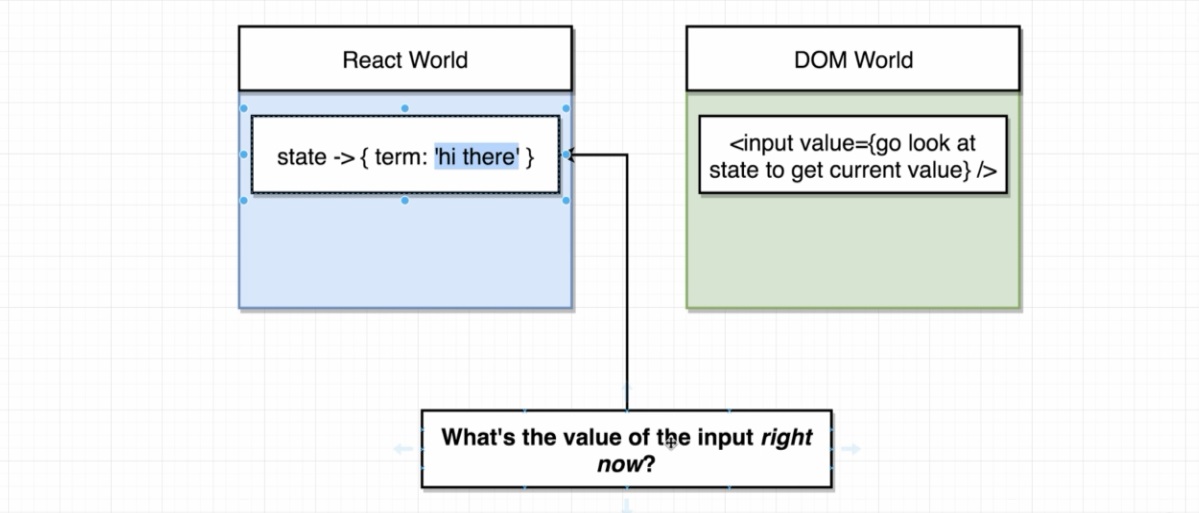 React World
state -> { term: 'hi there' }
DOM World
<input value={go look at
state to get current value} />
What's the value of the input right
now?